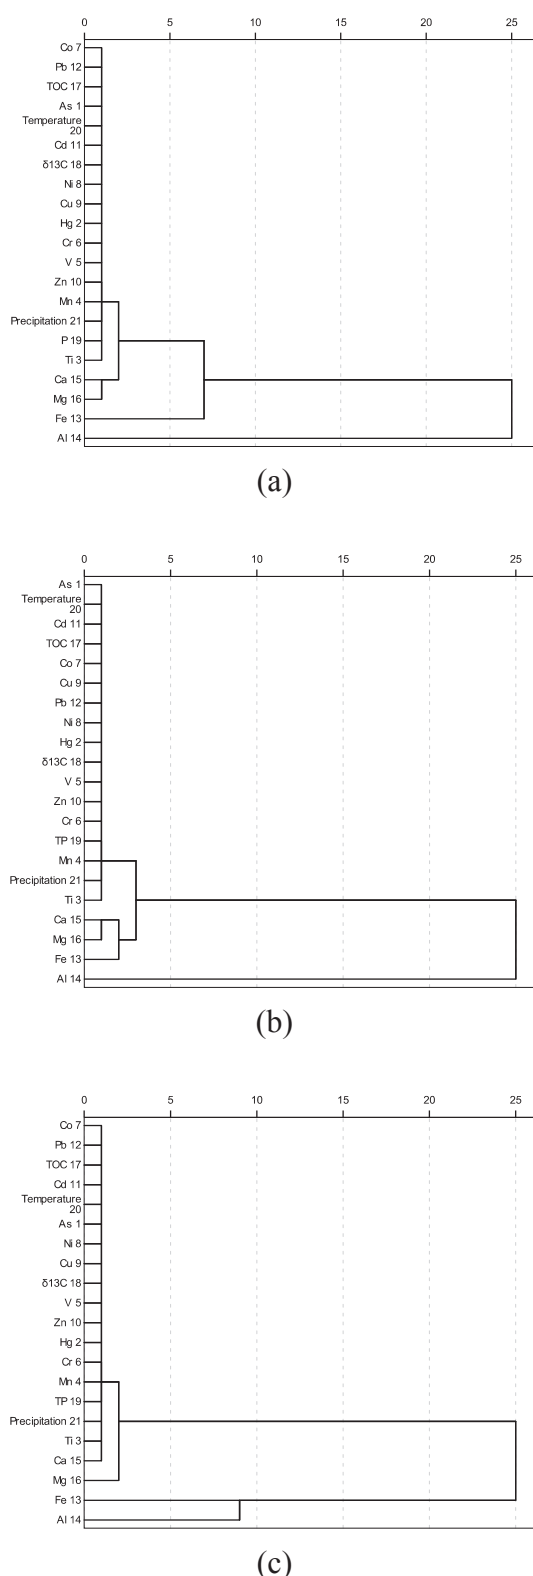 0 5 10 15 20 25
Co 7
Pb 12
TOC 17
As 1
Temperature
20
Cd 11
δ13C 18
Ni 8
Cu 9
Hg 2
Cr 6
V 5
Zn 10
Mn 4
Precipitation 21
P 19
Ti 3
Ca 15
Mg 16
Fe 13
Al 14
(a)
0 5 10 15 20 25
As 1
Temperature
20
Cd 11
TOC 17
Co 7
Cu 9
Pb 12
Ni 8
Hg 2
δ13C 18
V 5
Zn 10
Cr 6
TP 19
Mn 4
Precipitation 21
Ti 3
Ca 15
Mg 16
Fe 13
Al 14
(b)
0 5 10 15 20 25
Co 7
Pb 12
TOC 17
Cd 11
Temperature
20
As 1
Ni 8
Cu 9
δ13C 18
V 5
Zn 10
Hg 2
Cr 6
Mn 4
TP 19
Precipitation 21
Ti 3
Ca 15
Mg 16
Fe 13
Al 14
(c)